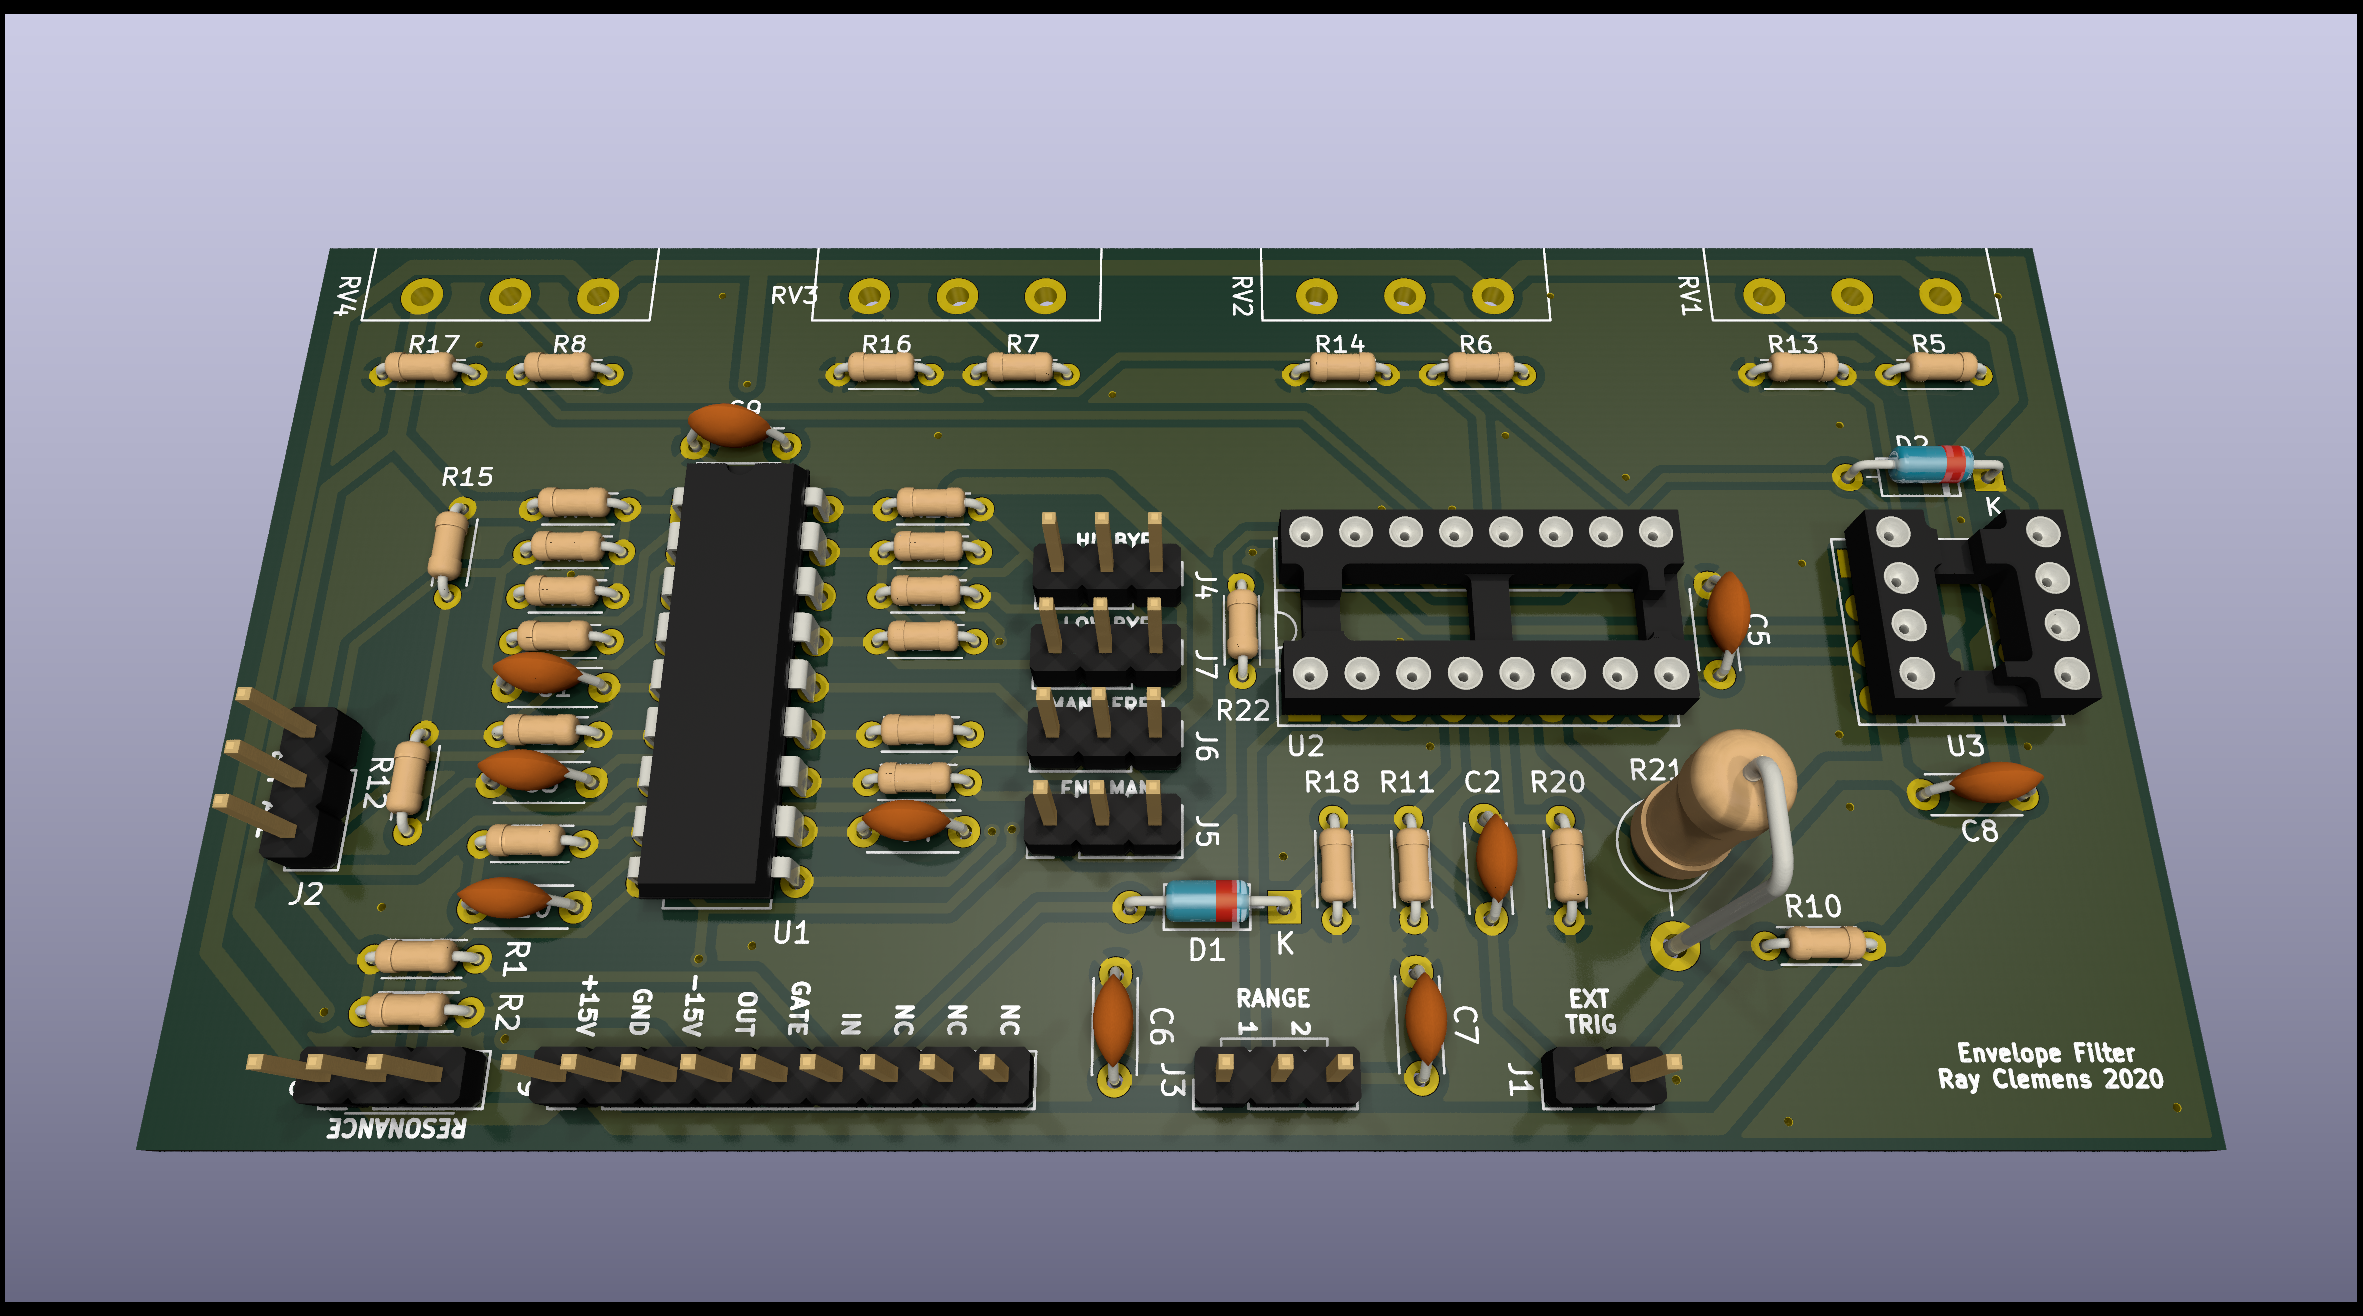 RV4
RV3
RV2
RV1
R17
R8
R16
R7
R14
R6
R13
R5
C9
D2
K
R15
J4
J7
J6
J5
R22
C5
U2
U3
R18
R11
C2
R20
R21
C8
R12
J2
U1
D1
K
R10
R1
R2
+15V
GND
-15V
OUT
GATE
IN
NC
NC
NC
C6
RANGE
1 2
C7
EXT
TRIG
J3
J1
Envelope Filter
Ray Clemens 2020
RESONANCE